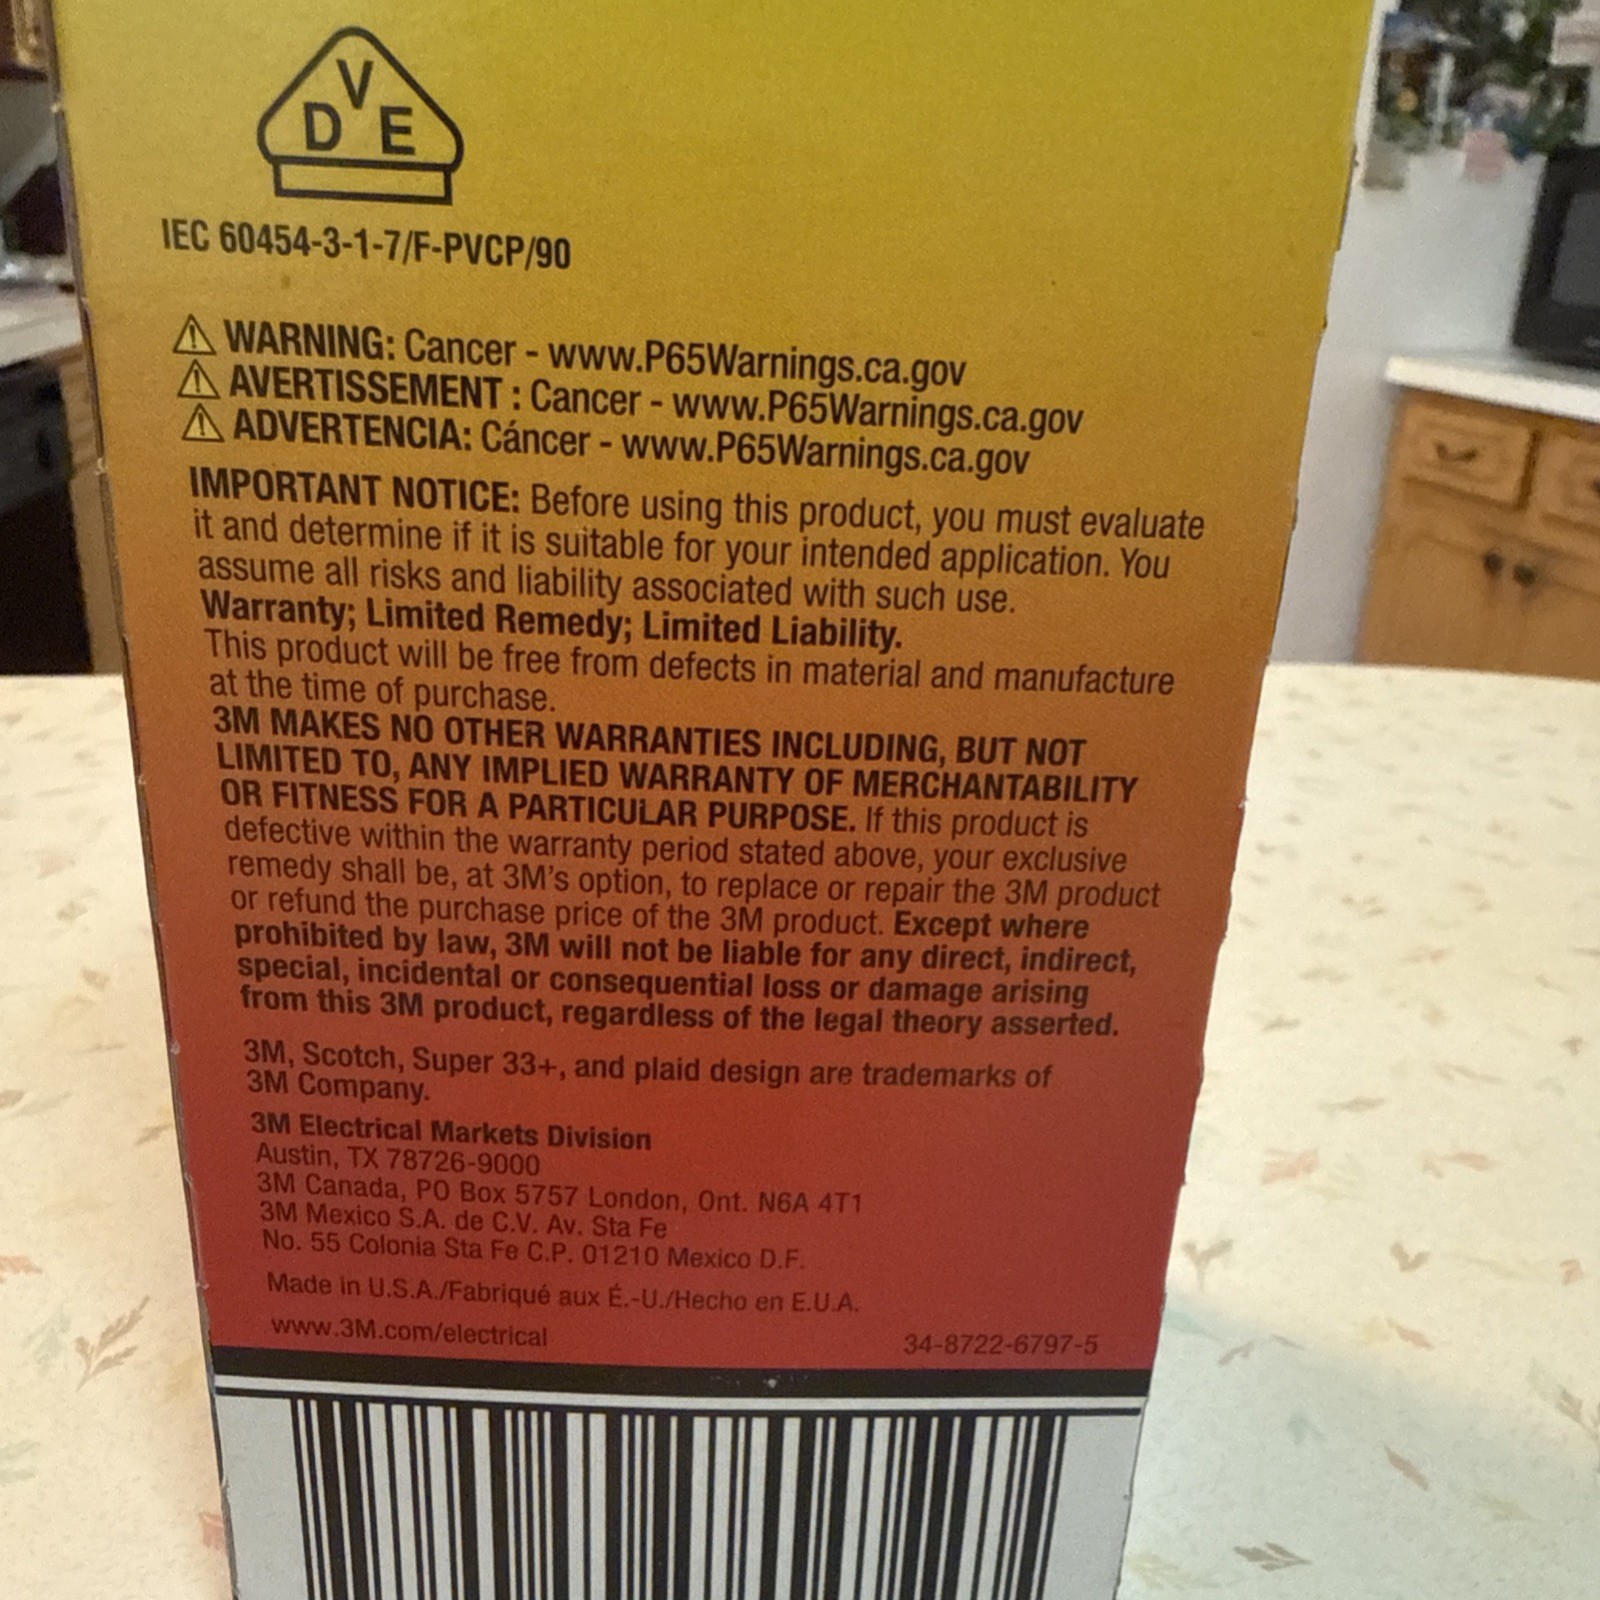 VDE
IEC 60454-3-1-7/F-PVCP/90
⚠ WARNING: Cancer - www.P65Warnings.ca.gov
⚠ AVERTISSEMENT : Cancer - www.P65Warnings.ca.gov
⚠ ADVERTENCIA: Cáncer - www.P65Warnings.ca.gov
IMPORTANT NOTICE: Before using this product, you must evaluate
it and determine if it is suitable for your intended application. You
assume all risks and liability associated with such use.
Warranty; Limited Remedy; Limited Liability.
This product will be free from defects in material and manufacture
at the time of purchase.
3M MAKES NO OTHER WARRANTIES INCLUDING, BUT NOT
LIMITED TO, ANY IMPLIED WARRANTY OF MERCHANTABILITY
OR FITNESS FOR A PARTICULAR PURPOSE. If this product is
defective within the warranty period stated above, your exclusive
remedy shall be, at 3M's option, to replace or repair the 3M product
or refund the purchase price of the 3M product. Except where
prohibited by law, 3M will not be liable for any direct, indirect,
special, incidental or consequential loss or damage arising
from this 3M product, regardless of the legal theory asserted.
3M, Scotch, Super 33+, and plaid design are trademarks of
3M Company.
3M Electrical Markets Division
Austin, TX 78726-9000
3M Canada, PO Box 5757 London, Ont. N6A 4T1
3M Mexico S.A. de C.V. Av. Sta Fe
No. 55 Colonia Sta Fe C.P. 01210 Mexico D.F.
Made in U.S.A./Fabriqué aux É.-U./Hecho en E.U.A.
www.3M.com/electrical
34-8722-6797-5